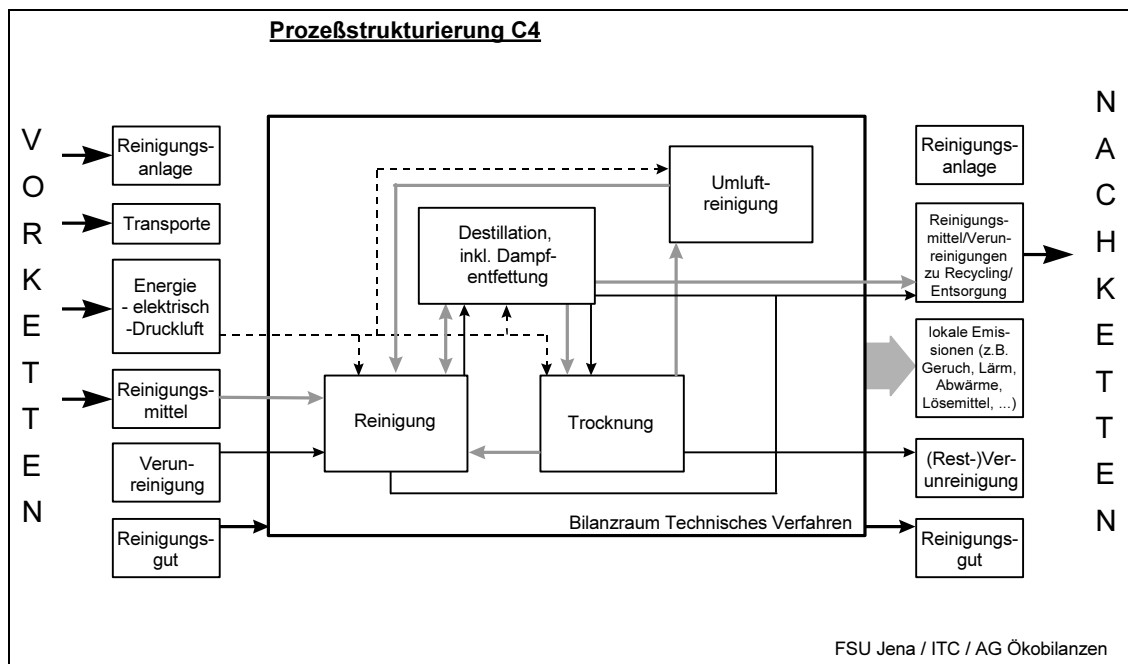 Prozeßstrukturierung C4
VORKETTEN
Reinigungs-
anlage
Transporte
Energie
- elektrisch
-Druckluft
Reinigungs-
mittel
Verun-
reinigung
Reinigungs-
gut
Umluft-
reinigung
Destillation,
inkl. Dampf-
entfettung
Reinigung
Trocknung
Bilanzraum Technisches Verfahren
Reinigungs-
anlage
Reinigungs-
mittel/Verun-
reinigungen
zu Recycling/
Entsorgung
lokale Emis-
sionen (z.B.
Geruch, Lärm,
Abwärme,
Lösemittel, ...)
(Rest-)Ver-
unreinigung
Reinigungs-
gut
NACHKETTEN
FSU Jena / ITC / AG Ökobilanzen